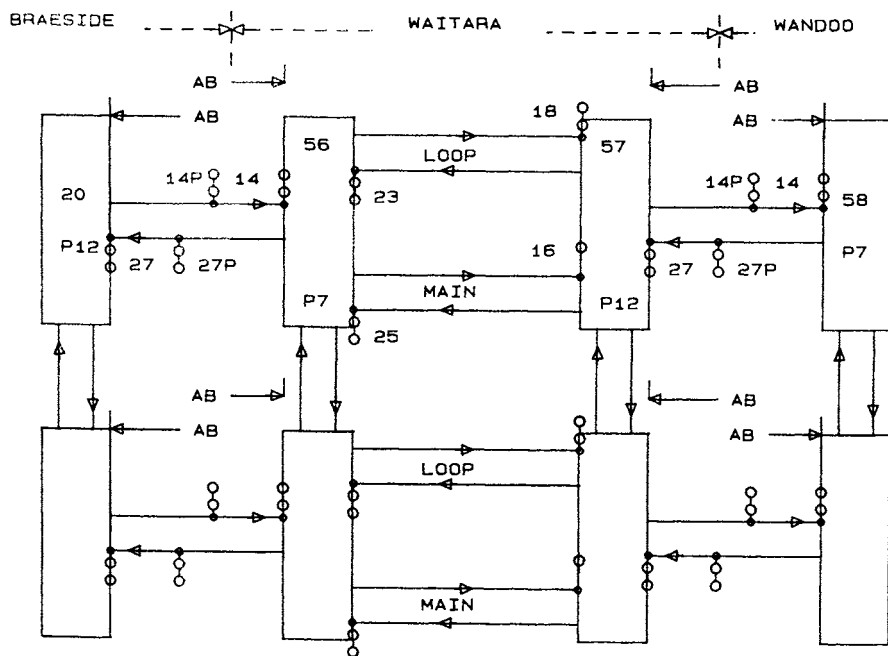 BRAESIDE WAITARA WANDOO
AB AB
AB AB
18
56 57
LOOP
20 14P 14 23 14P 14 58
P12 16 P7
27 27P 27 27P
MAIN
P7 P12
25
AB AB
AB AB
LOOP
MAIN